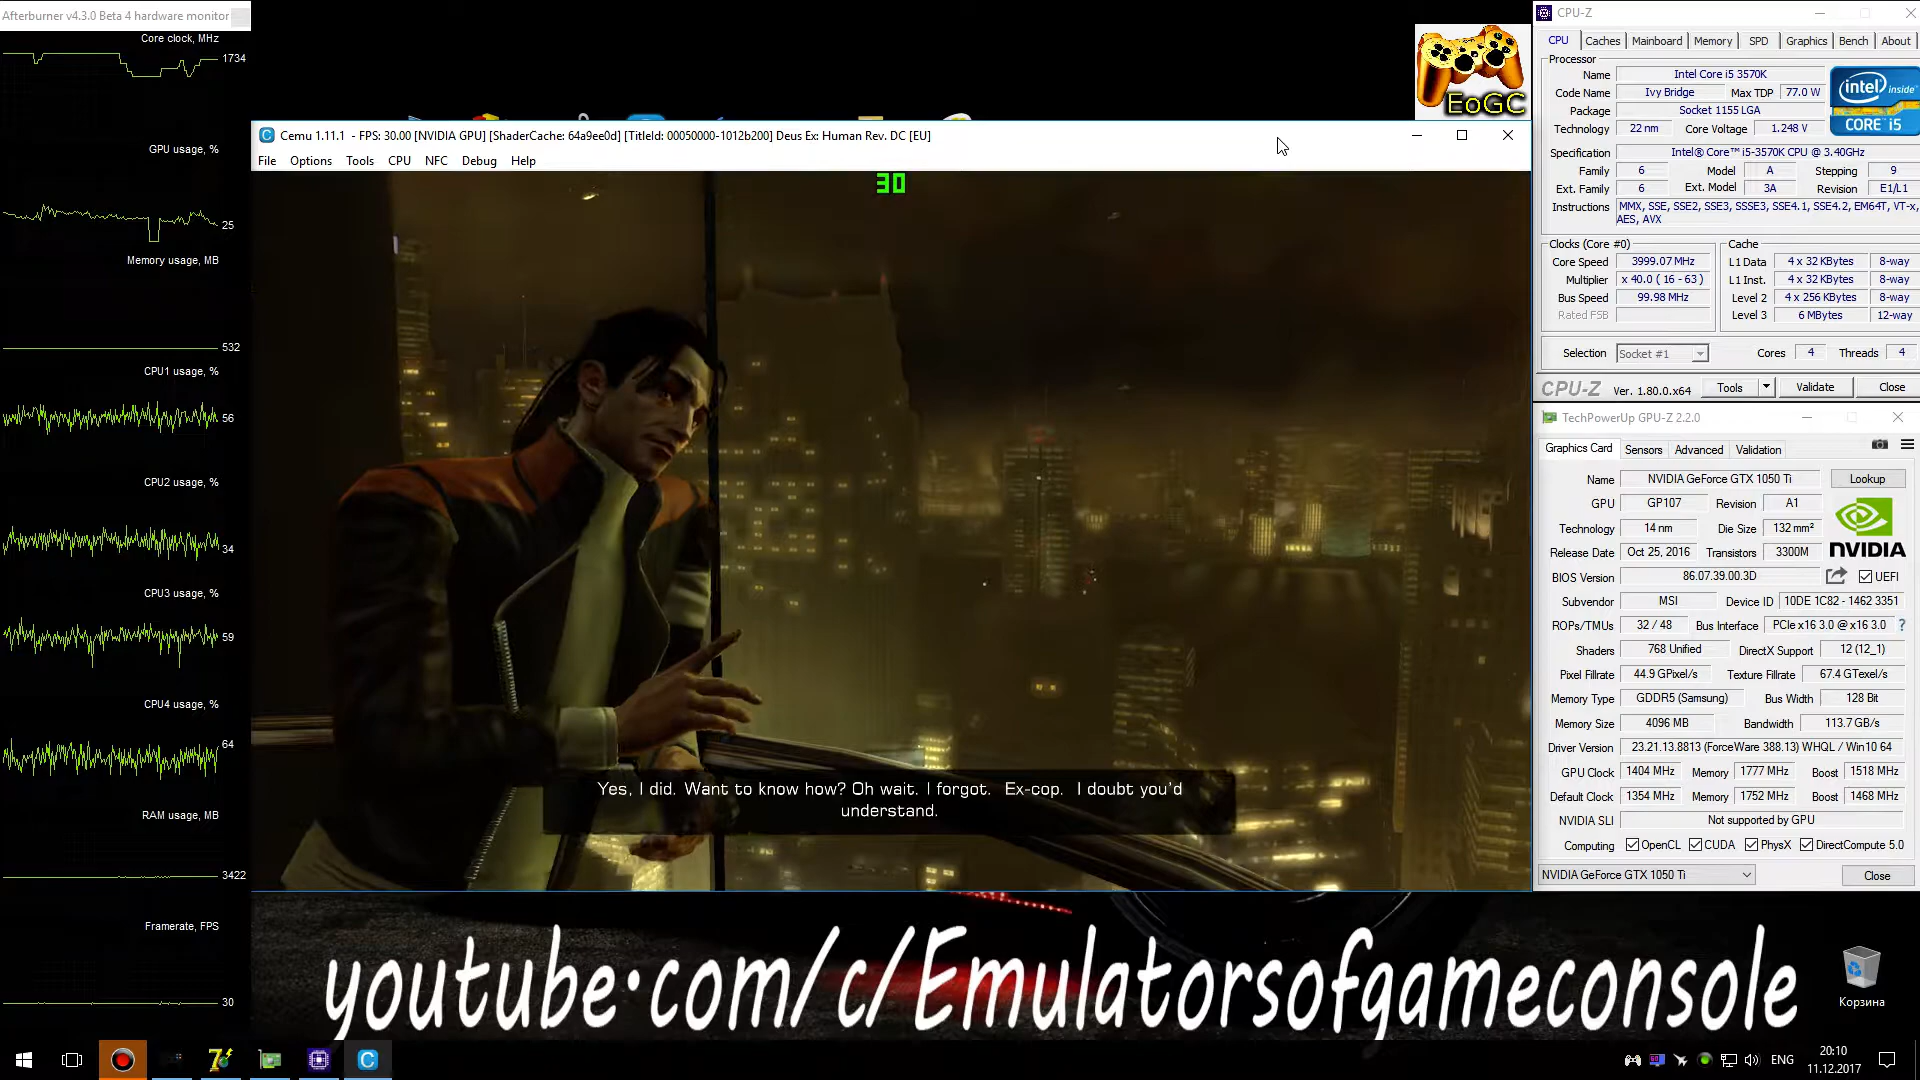 Afterburner v4.3.0 Beta 4 hardware monitor
Core clock, MHz
1734
GPU usage, %
25
Memory usage, MB
532
CPU1 usage, %
56
CPU2 usage, %
34
CPU3 usage, %
59
CPU4 usage, %
64
RAM usage, MB
3422
Framerate, FPS
30
EoGC
Cemu 1.11.1 - FPS: 30.00 [NVIDIA GPU] [ShaderCache: 64a9ee0d] [TitleId: 00050000-1012b200] Deus Ex: Human Rev. DC [EU]
File Options Tools CPU NFC Debug Help
30
Yes, I did. Want to know how? Oh wait. I forgot. Ex-cop. I doubt you'd
understand.
CPU-Z
CPU Caches Mainboard Memory SPD Graphics Bench About
Processor
Name Intel Core i5 3570K
Code Name Ivy Bridge Max TDP 77.0 W
Package Socket 1155 LGA
Technology 22 nm Core Voltage 1.248 V
intel inside™
CORE™ i5
Specification Intel® Core™ i5-3570K CPU @ 3.40GHz
Family 6 Model A Stepping 9
Ext. Family 6 Ext. Model 3A Revision E1/L1
Instructions MMX, SSE, SSE2, SSE3, SSSE3, SSE4.1, SSE4.2, EM64T, VT-x,
AES, AVX
Clocks (Core #0)
Core Speed 3999.07 MHz
Multiplier x 40.0 ( 16 - 63 )
Bus Speed 99.98 MHz
Rated FSB
Cache
L1 Data 4 x 32 KBytes 8-way
L1 Inst. 4 x 32 KBytes 8-way
Level 2 4 x 256 KBytes 8-way
Level 3 6 MBytes 12-way
Selection Socket #1 Cores 4 Threads 4
CPU-Z Ver. 1.80.0.x64 Tools Validate Close
TechPowerUp GPU-Z 2.2.0
Graphics Card Sensors Advanced Validation
Name NVIDIA GeForce GTX 1050 Ti Lookup
GPU GP107 Revision A1
Technology 14 nm Die Size 132 mm²
Release Date Oct 25, 2016 Transistors 3300M
NVIDIA
BIOS Version 86.07.39.00.3D UEFI
Subvendor MSI Device ID 10DE 1C82 - 1462 3351
ROPs/TMUs 32 / 48 Bus Interface PCIe x16 3.0 @ x16 3.0 ?
Shaders 768 Unified DirectX Support 12 (12_1)
Pixel Fillrate 44.9 GPixel/s Texture Fillrate 67.4 GTexel/s
Memory Type GDDR5 (Samsung) Bus Width 128 Bit
Memory Size 4096 MB Bandwidth 113.7 GB/s
Driver Version 23.21.13.8813 (ForceWare 388.13) WHQL / Win10 64
GPU Clock 1404 MHz Memory 1777 MHz Boost 1518 MHz
Default Clock 1354 MHz Memory 1752 MHz Boost 1468 MHz
NVIDIA SLI Not supported by GPU
Computing OpenCL CUDA PhysX DirectCompute 5.0
NVIDIA GeForce GTX 1050 Ti Close
youtube.com/c/Emulatorsofgameconsole
Корзина
ENG
20:10
11.12.2017